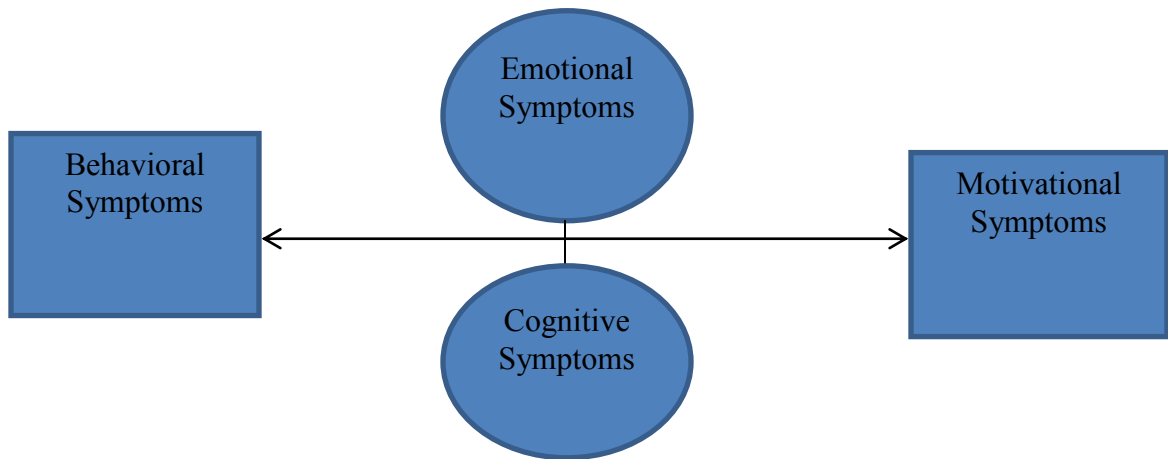 Emotional
Symptoms
Behavioral
Symptoms
Motivational
Symptoms
Cognitive
Symptoms